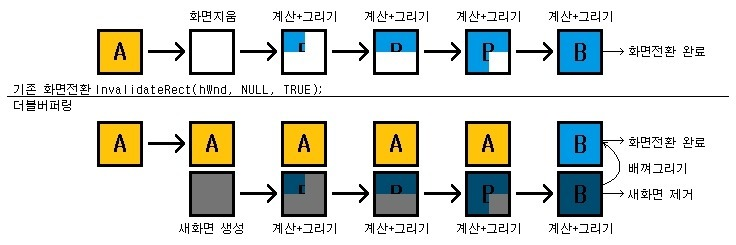 화면지움 계산+그리기 계산+그리기 계산+그리기 계산+그리기
A B B B B 화면전환 완료
기존 화면전환 InvalidateRect(hWnd, NULL, TRUE);
더블버퍼링
A A A A A B 화면전환 완료
배껴그리기
B B B B 새화면 제거
새화면 생성 계산+그리기 계산+그리기 계산+그리기 계산+그리기